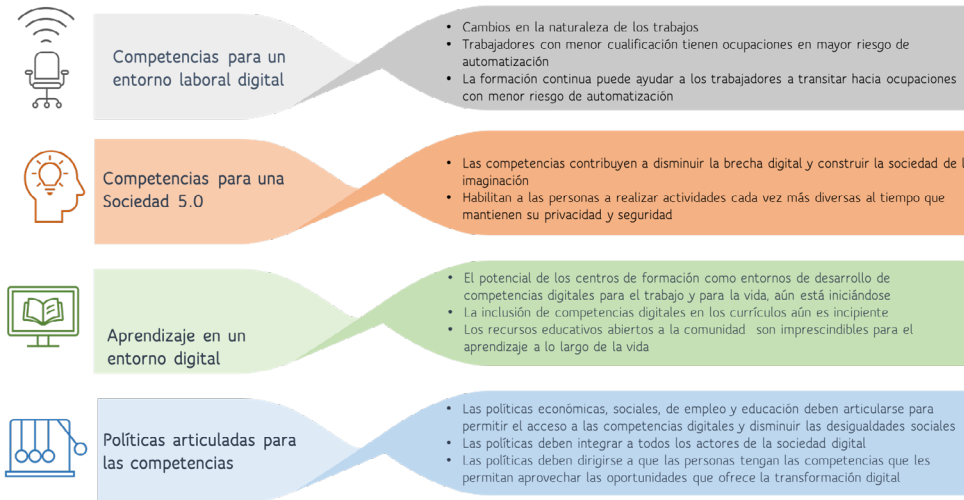 Competencias para un
entorno laboral digital
• Cambios en la naturaleza de los trabajos
• Trabajadores con menor cualificación tienen ocupaciones en mayor riesgo de
automatización
• La formación continua puede ayudar a los trabajadores a transitar hacia ocupaciones
con menor riesgo de automatización
Competencias para una
Sociedad 5.0
• Las competencias contribuyen a disminuir la brecha digital y construir la sociedad de
imaginación
• Habilitan a las personas a realizar actividades cada vez más diversas al tiempo que
mantienen su privacidad y seguridad
Aprendizaje en un
entorno digital
• El potencial de los centros de formación como entornos de desarrollo de
competencias digitales para el trabajo y para la vida, aún está iniciándose
• La inclusión de competencias digitales en los currículos aún es incipiente
• Los recursos educativos abiertos a la comunidad son imprescindibles para el
aprendizaje a lo largo de la vida
Políticas articuladas para
las competencias
• Las políticas económicas, sociales, de empleo y educación deben articularse para
permitir el acceso a las competencias digitales y disminuir las desigualdades sociales
• Las políticas deben integrar a todos los actores de la sociedad digital
• Las políticas deben dirigirse a que las personas tengan las competencias que les
permitan aprovechar las oportunidades que ofrece la transformación digital